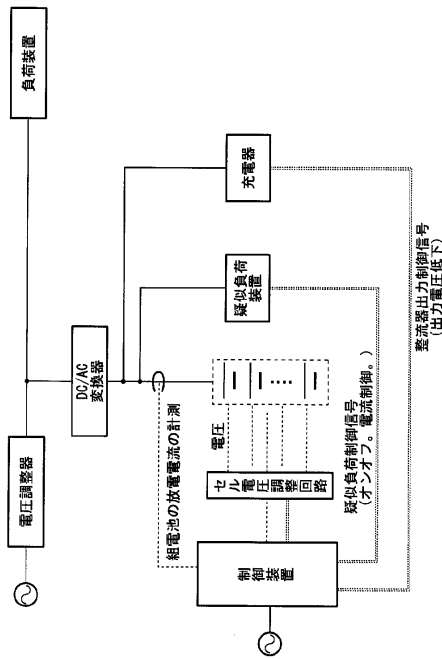 負荷装置
電圧調整器
DC/AC
変換器
充電器
疑似負荷
装置
組電池の放電電流の計測
電圧
セル電圧調整回路
制御装置
疑似負荷制御信号
(オンオフ。電流制御。)
整流器出力制御信号
(出力電圧低下)